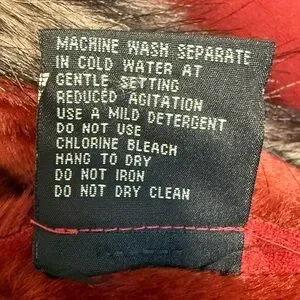 MACHINE WASH SEPARATE
IN COLD WATER AT
GENTLE SETTING
REDUCED AGITATION
USE A MILD DETERGENT
DO NOT USE
CHLORINE BLEACH
HANG TO DRY
DO NOT IRON
DO NOT DRY CLEAN